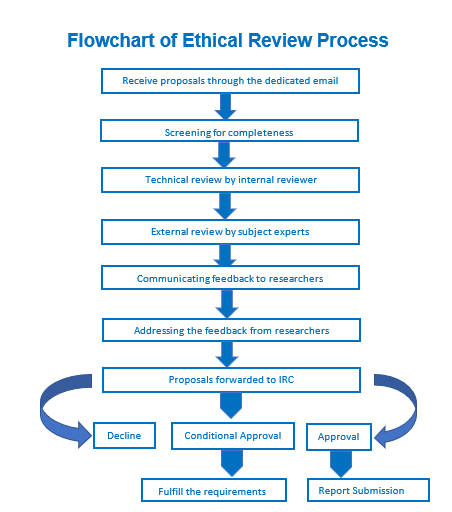 Flowchart of Ethical Review Process
Receive proposals through the dedicated email
Screening for completeness
Technical review by internal reviewer
External review by subject experts
Communicating feedback to researchers
Addressing the feedback from researchers
Proposals forwarded to IRC
Decline
Conditional Approval
Approval
Fulfill the requirements
Report Submission